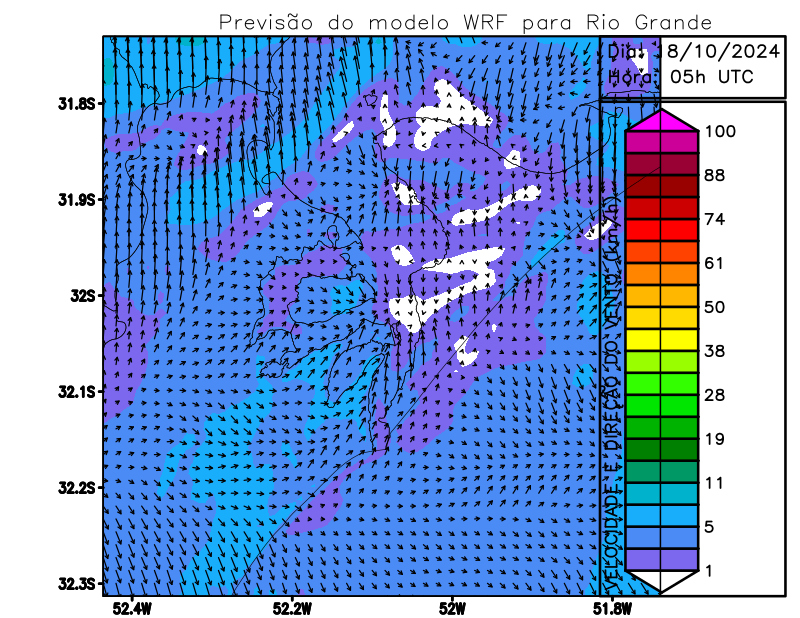 Previsão do modelo WRF para Rio Grande
Dia: 8/10/2024
Hora: 05h UTC
31.8S
31.9S
32S
32.1S
32.2S
32.3S
52.4W
52.2W
52W
51.8W
VELOCIDADE E DIREÇÃO DO VENTO (km/h)
100
88
74
61
50
38
28
19
11
5
1